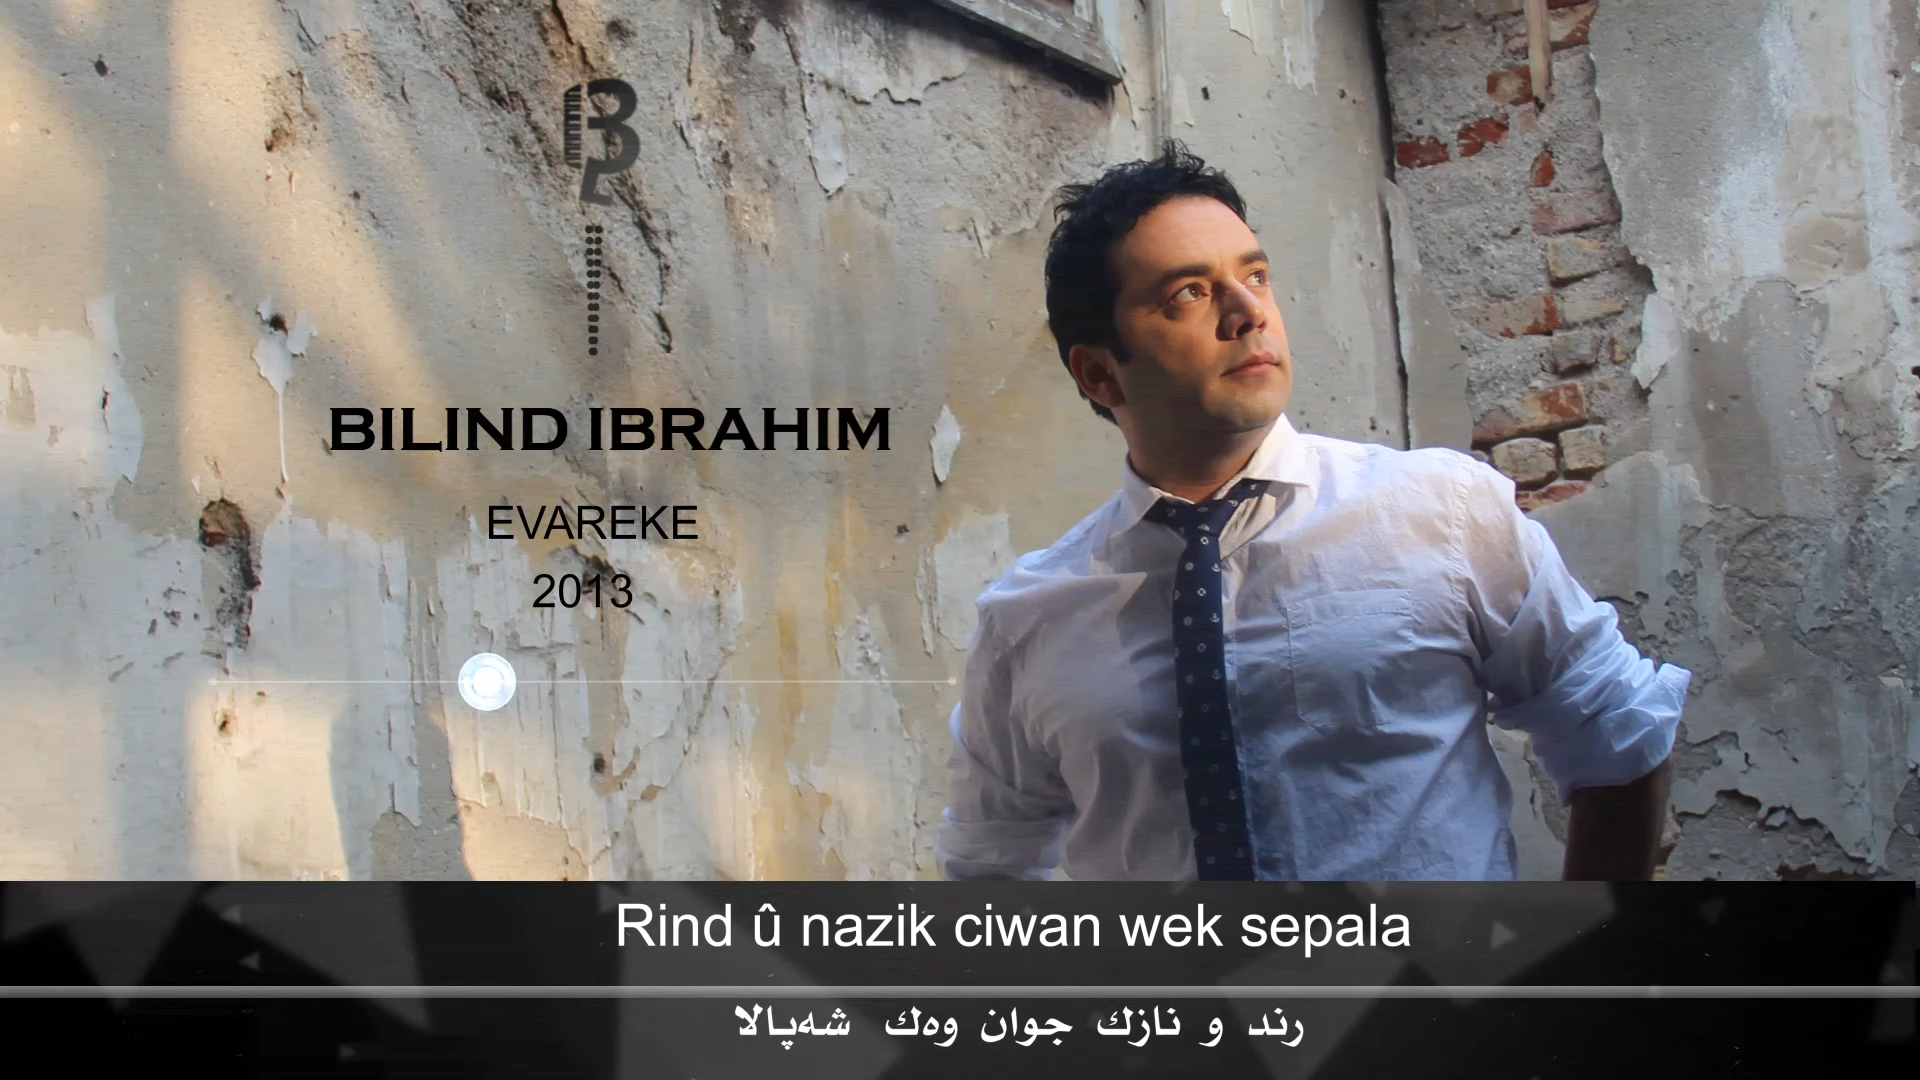 BILIND IBRAHIM
EVAREKE
2013
Rind û nazik ciwan wek sepala
رند و نازك جوان وەك شەپالا